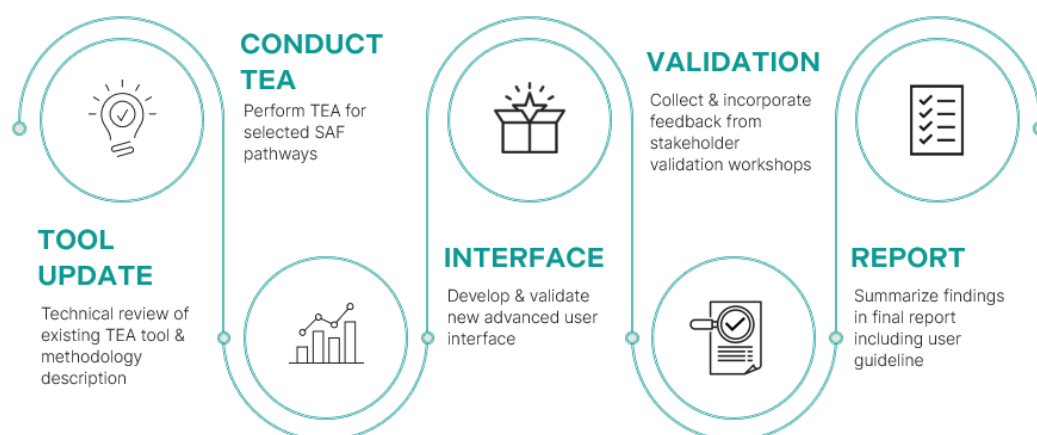 TOOL
UPDATE
Technical review of
existing TEA tool &
methodology
description
CONDUCT
TEA
Perform TEA for
selected SAF
pathways
INTERFACE
Develop & validate
new advanced user
interface
VALIDATION
Collect & incorporate
feedback from
stakeholder
validation workshops
REPORT
Summarize findings
in final report
including user
guideline